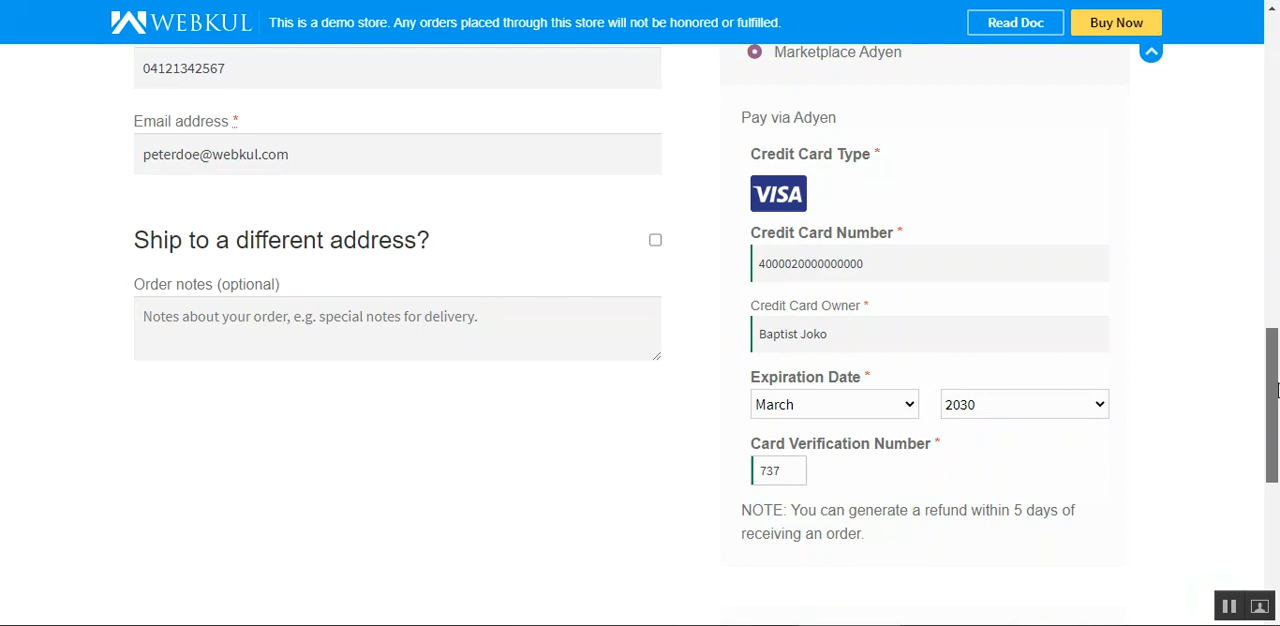 WEBKUL
This is a demo store. Any orders placed through this store will not be honored or fulfilled.
Read Doc
Buy Now
04121342567
Email address *
peterdoe@webkul.com
Ship to a different address?
Order notes (optional)
Notes about your order, e.g. special notes for delivery.
Marketplace Adyen
Pay via Adyen
Credit Card Type *
VISA
Credit Card Number *
4000020000000000
Credit Card Owner *
Baptist Joko
Expiration Date *
March
2030
Card Verification Number *
737
NOTE: You can generate a refund within 5 days of
receiving an order.